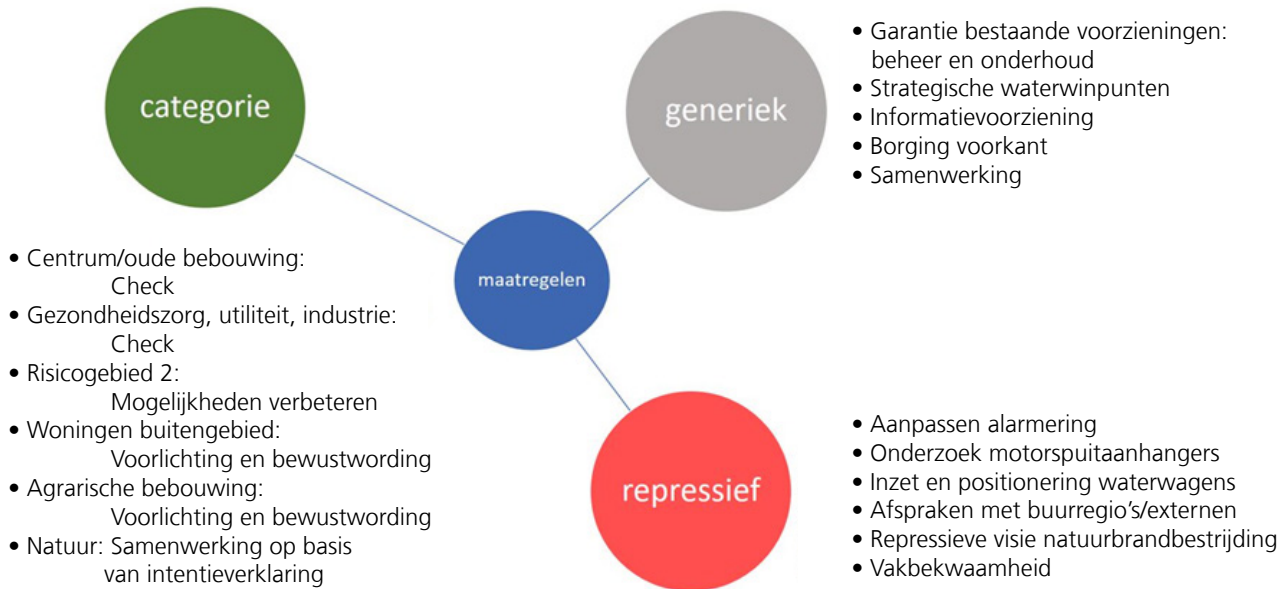 categorie
generiek
• Garantie bestaande voorzieningen:
beheer en onderhoud
• Strategische waterwinpunten
• Informatievoorziening
• Borging voorkant
• Samenwerking
maatregelen
• Centrum/oude bebouwing:
Check
• Gezondheidszorg, utiliteit, industrie:
Check
• Risicogebied 2:
Mogelijkheden verbeteren
• Woningen buitengebied:
Voorlichting en bewustwording
• Agrarische bebouwing:
Voorlichting en bewustwording
• Natuur: Samenwerking op basis
van intentieverklaring
repressief
• Aanpassen alarmering
• Onderzoek motorspuitaanhangers
• Inzet en positionering waterwagens
• Afspraken met buurregio's/externen
• Repressieve visie natuurbrandbestrijding
• Vakbekwaamheid